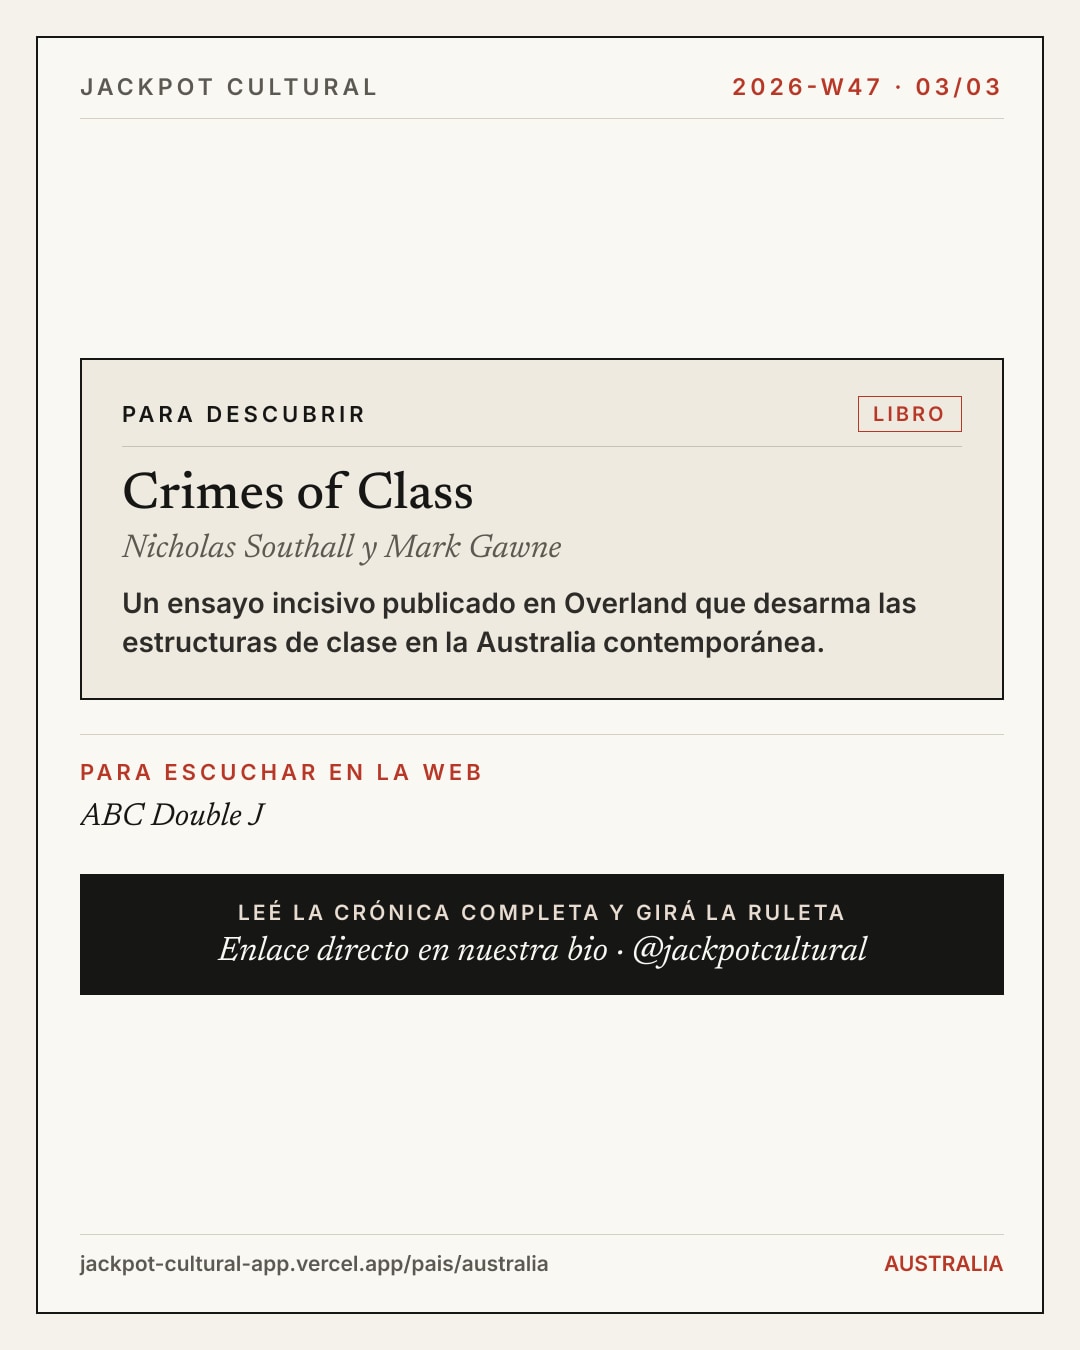 JACKPOT CULTURAL
2026-W47 · 03/03
PARA DESCUBRIR
LIBRO
Crimes of Class
Nicholas Southall y Mark Gawne
Un ensayo incisivo publicado en Overland que desarma las
estructuras de clase en la Australia contemporánea.
PARA ESCUCHAR EN LA WEB
ABC Double J
LEÉ LA CRÓNICA COMPLETA Y GIRÁ LA RULETA
Enlace directo en nuestra bio · @jackpotcultural
jackpot-cultural-app.vercel.app/pais/australia
AUSTRALIA